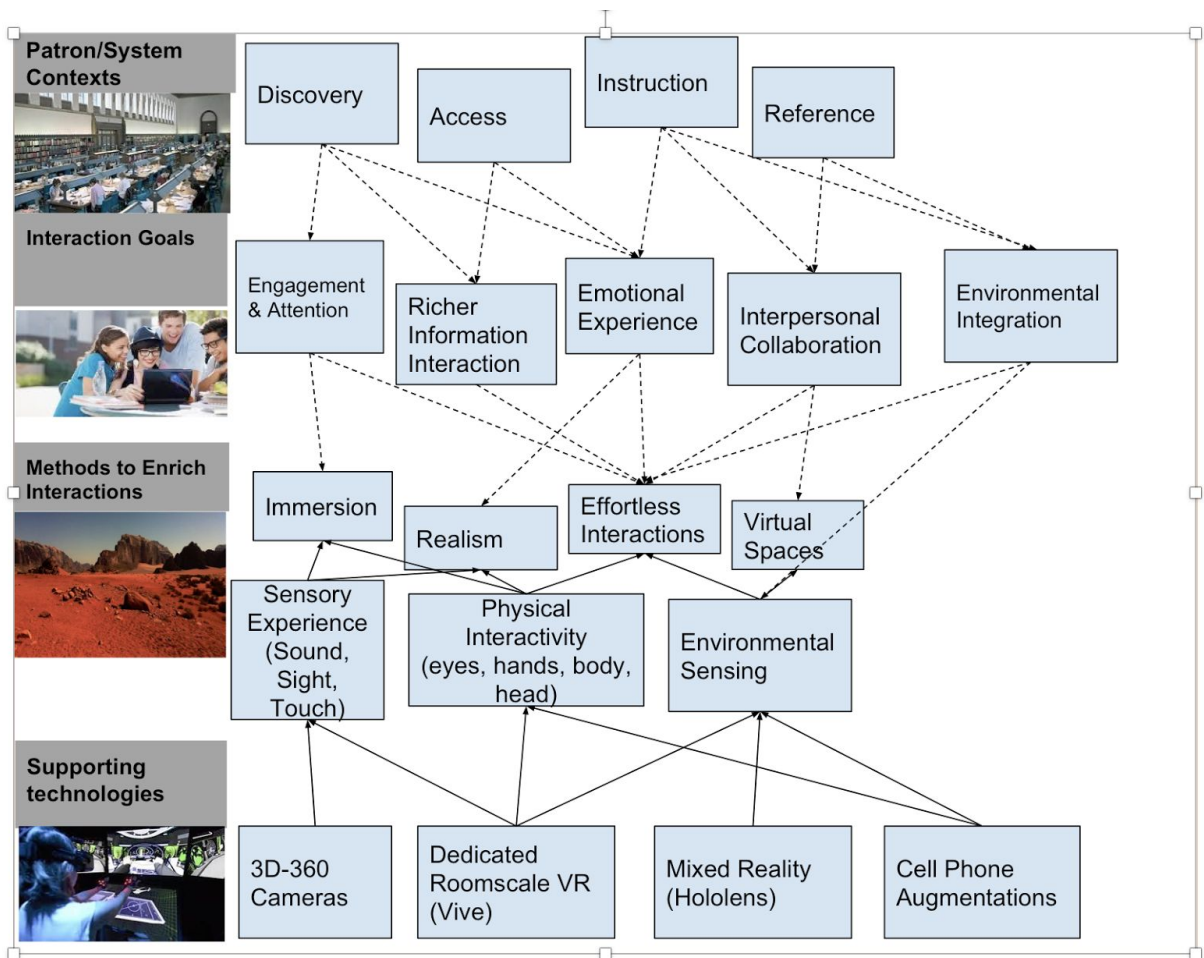 Patron/System
Contexts
Discovery
Access
Instruction
Reference
Interaction Goals
Engagement
& Attention
Richer
Information
Interaction
Emotional
Experience
Interpersonal
Collaboration
Environmental
Integration
Methods to Enrich
Interactions
Immersion
Realism
Effortless
Interactions
Virtual
Spaces
Sensory
Experience
(Sound,
Sight,
Touch)
Physical
Interactivity
(eyes, hands, body,
head)
Environmental
Sensing
Supporting
technologies
3D-360
Cameras
Dedicated
Roomscale VR
(Vive)
Mixed Reality
(Hololens)
Cell Phone
Augmentations